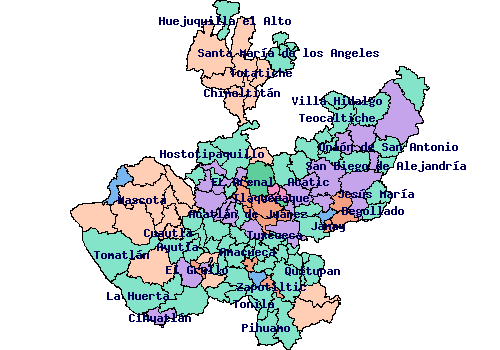 Huejuquilla el Alto
Santa María de los Angeles
Totatiche
Chimaltitán
Villa Hidalgo
Teocaltiche
Unión de San Antonio
Hostotipaquillo
San Diego de Alejandría
El Arenal
Acatic
Jesús María
Mascota
Tlaquepaque
Acatlán de Juárez
Degollado
Jamay
Cuautla
Tuxcueca
Ayutla
Tomatlán
Amacueca
El Grullo
Quitupan
La Huerta
Zapotiltic
Tonila
Cihuatlán
Pihuamo